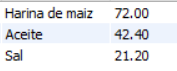 Harina de maiz 72.00
Aceite 42.40
Sal 21.20